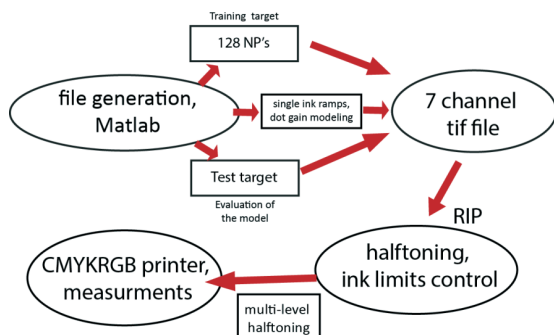 Training target
128 NP's
file generation,
Matlab
single ink ramps,
dot gain modeling
7 channel
tif file
Test target
Evaluation of
the model
RIP
halftoning,
ink limits control
CMYKRGB printer,
measurments
multi-level
halftoning